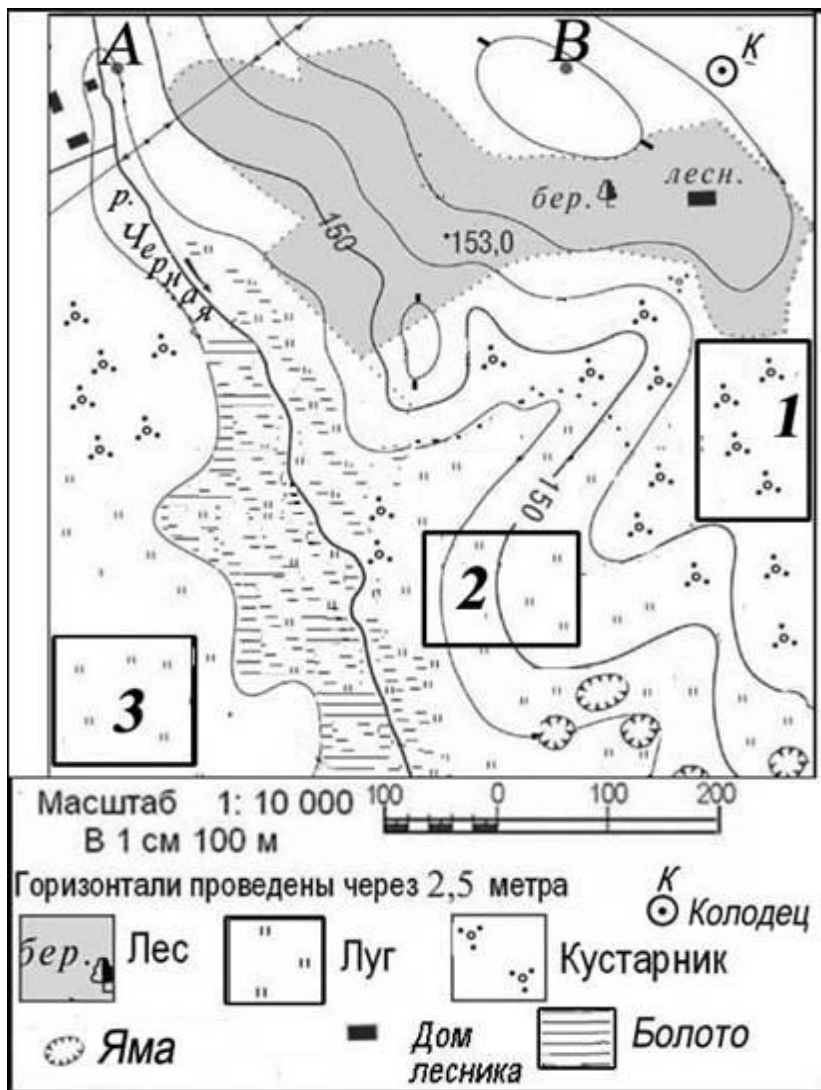 А
В
К
бер.
лесн.
р. Черная
150
153,0
1
150
2
3
Масштаб 1: 10 000
В 1 см 100 м
100 0 100 200
Горизонтали проведены через 2,5 метра
К
Колодец
бер.
Лес
Луг
Кустарник
Яма
Дом лесника
Болото